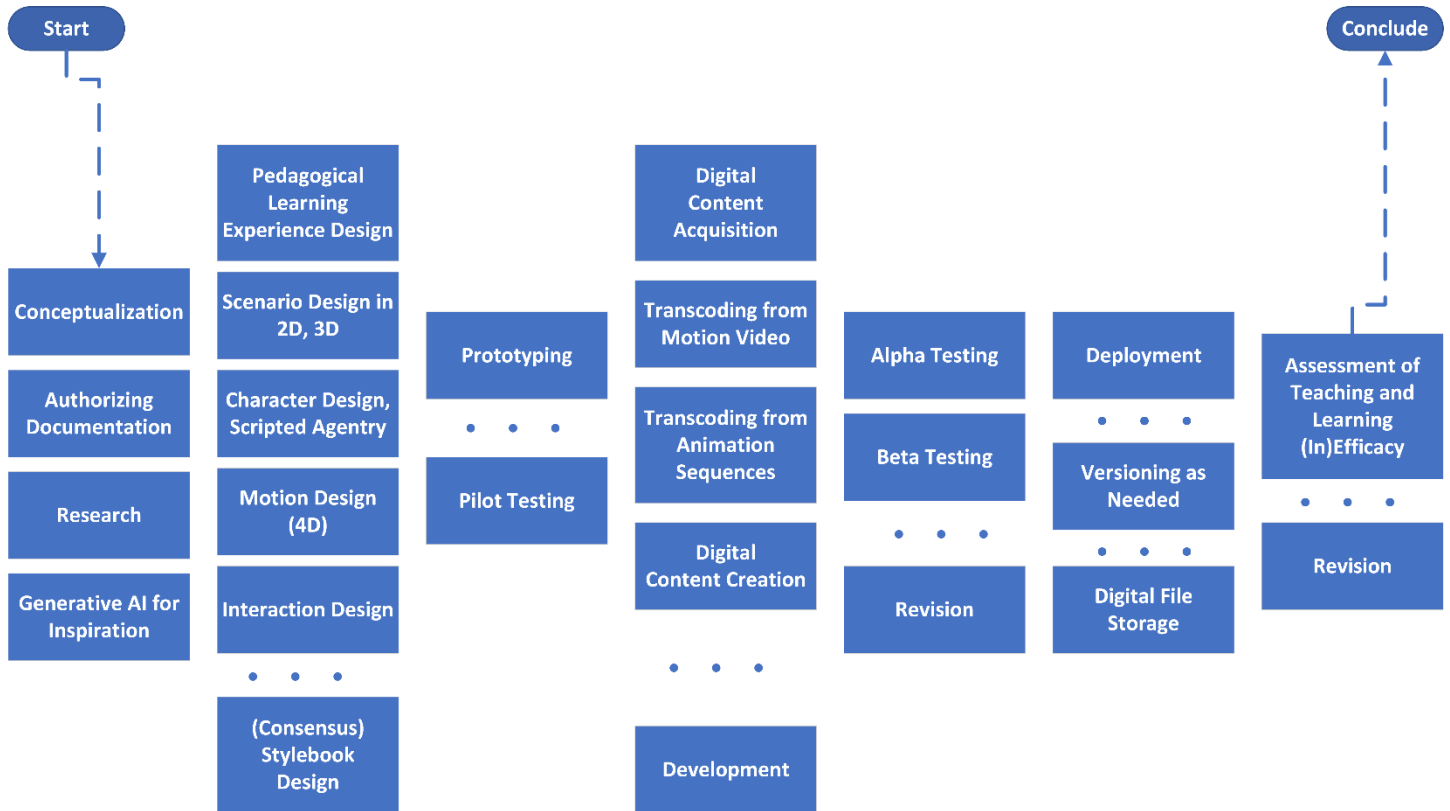 Start
Conclude
Conceptualization
Authorizing
Documentation
Research
Generative AI for
Inspiration
Pedagogical
Learning
Experience Design
Scenario Design in
2D, 3D
Character Design,
Scripted Agentry
Motion Design
(4D)
Interaction Design
(Consensus)
Stylebook
Design
Prototyping
Pilot Testing
Digital
Content
Acquisition
Transcoding from
Motion Video
Transcoding from
Animation
Sequences
Digital
Content Creation
Development
Alpha Testing
Beta Testing
Revision
Deployment
Versioning as
Needed
Digital File
Storage
Assessment of
Teaching and
Learning
(In)Efficacy
Revision